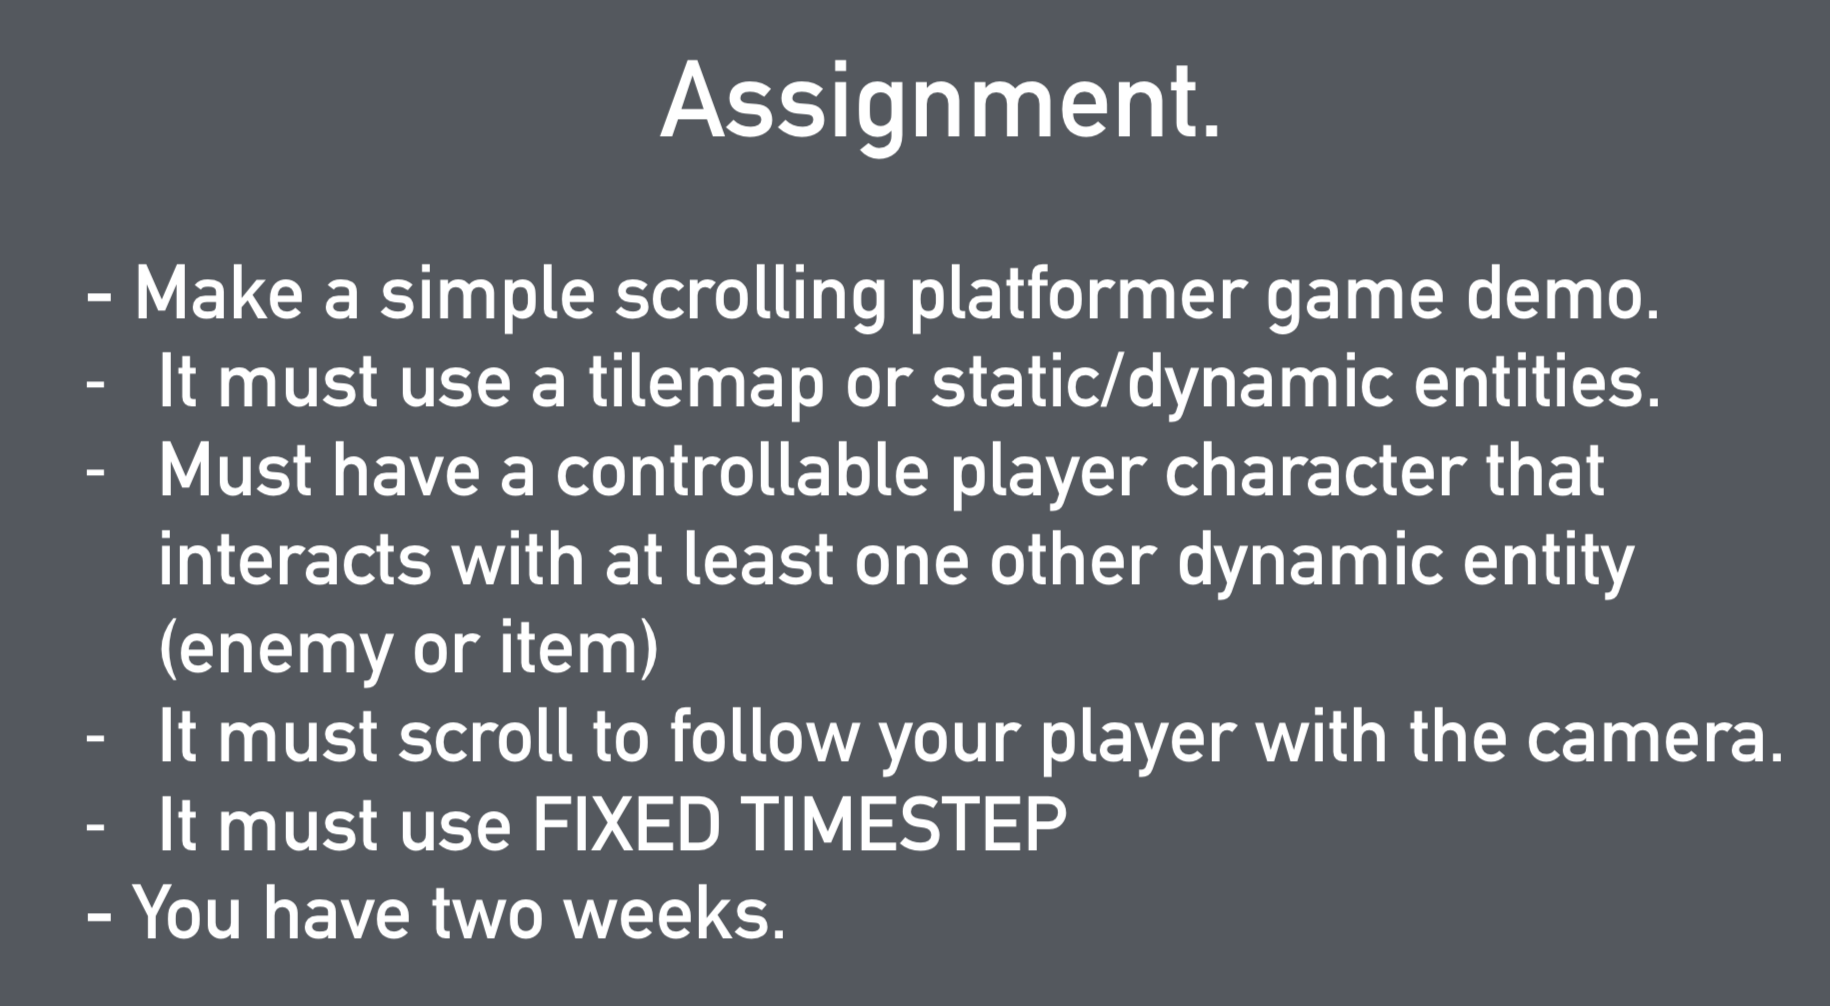 Assignment.
- Make a simple scrolling platformer game demo.
- It must use a tilemap or static/dynamic entities.
- Must have a controllable player character that
interacts with at least one other dynamic entity
(enemy or item)
- It must scroll to follow your player with the camera.
- It must use FIXED TIMESTEP
- You have two weeks.